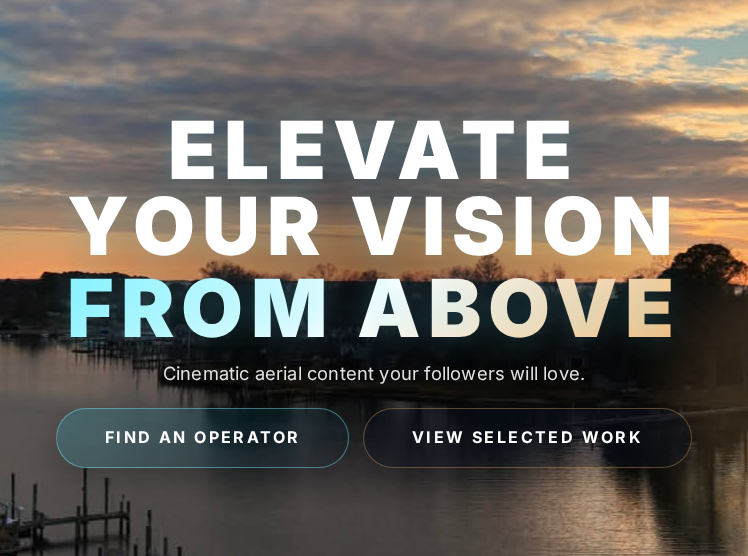 ELEVATE
YOUR VISION
FROM ABOVE
Cinematic aerial content your followers will love.
FIND AN OPERATOR
VIEW SELECTED WORK